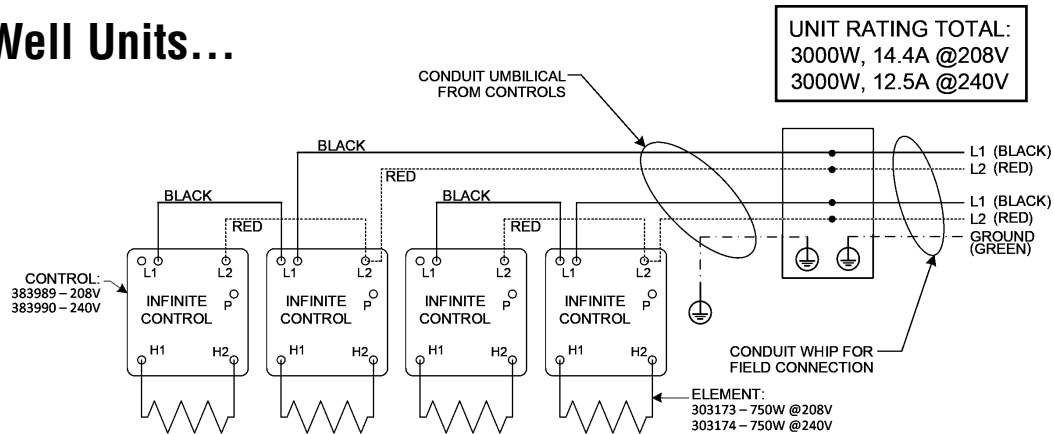 Well Units...
UNIT RATING TOTAL:
3000W, 14.4A @208V
3000W, 12.5A @240V
CONDUIT UMBILICAL
FROM CONTROLS
BLACK
L1 (BLACK)
L2 (RED)
RED
BLACK
BLACK
L1 (BLACK)
L2 (RED)
RED
RED
GROUND
(GREEN)
L1 L2
L1 L2
L1 L2
L1 L2
CONTROL:
383989 – 208V
383990 – 240V
INFINITE
CONTROL
P
INFINITE
CONTROL
P
INFINITE
CONTROL
P
INFINITE
CONTROL
P
H1 H2
H1 H2
H1 H2
H1 H2
CONDUIT WHIP FOR
FIELD CONNECTION
ELEMENT:
303173 – 750W @208V
303174 – 750W @240V